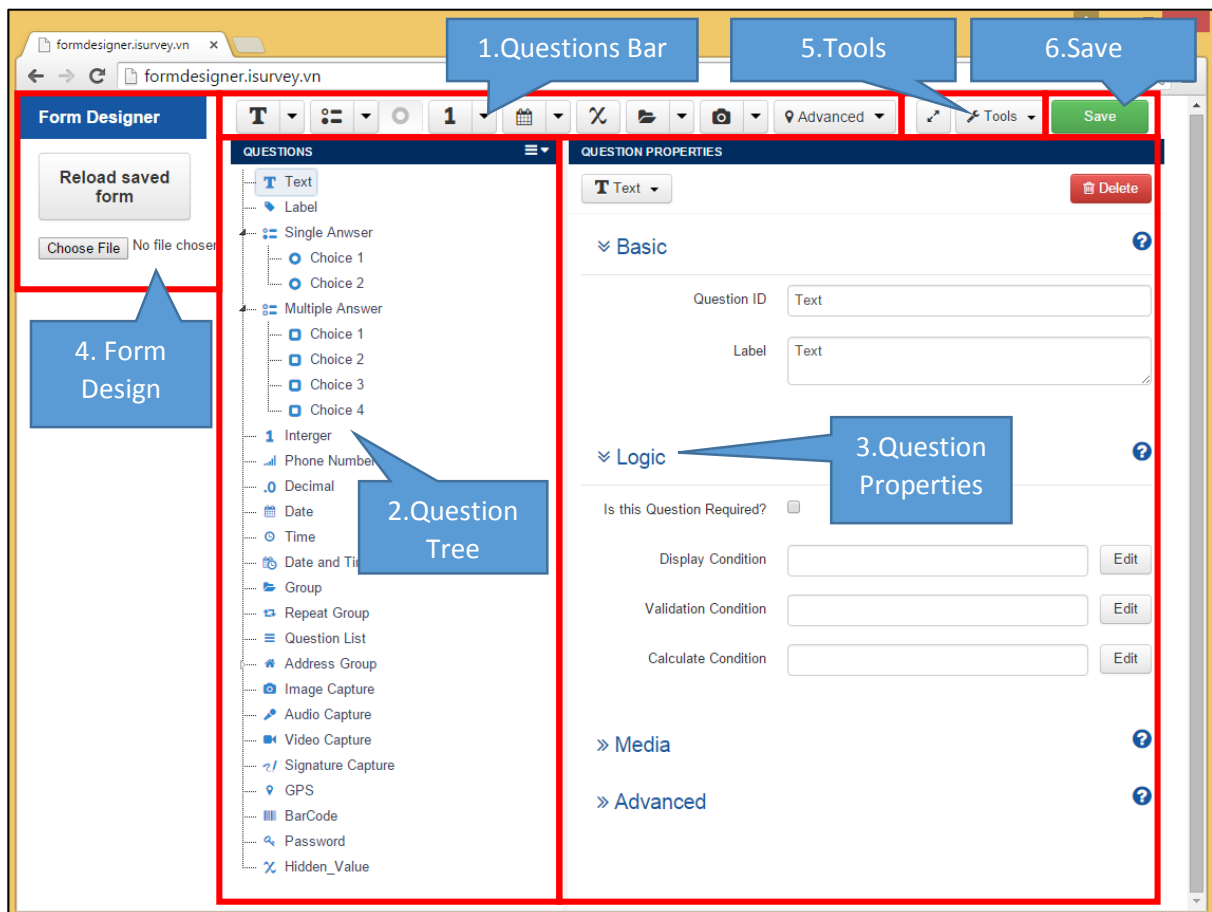 formdesigner.isurvey.vn
1.Questions Bar
5.Tools
6.Save
formdesigner.isurvey.vn
Form Designer
T
1
Advanced
Tools
Save
QUESTIONS
QUESTION PROPERTIES
Reload saved
form
Choose File No file chosen
4. Form
Design
T Text
Label
Single Anwser
Choice 1
Choice 2
Multiple Answer
Choice 1
Choice 2
Choice 3
Choice 4
1 Interger
Phone Number
.0 Decimal
Date
Time
Date and Ti
Group
Repeat Group
Question List
Address Group
Image Capture
Audio Capture
Video Capture
Signature Capture
GPS
BarCode
Password
Hidden_Value
2.Question
Tree
T Text
Delete
Basic
Question ID Text
Label Text
Logic
3.Question
Properties
Is this Question Required?
Display Condition Edit
Validation Condition Edit
Calculate Condition Edit
Media
Advanced